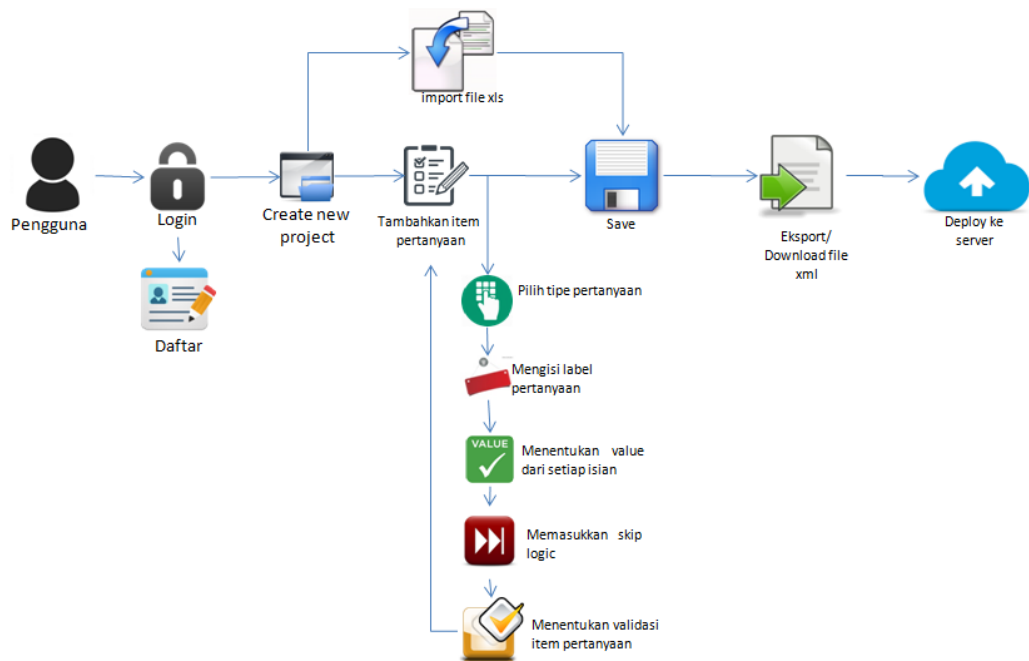 import file xls
Pengguna
Login
Create new
project
Tambahkan item
pertanyaan
Save
Eksport/
Download file
xml
Deploy ke
server
Daftar
Pilih tipe pertanyaan
Mengisi label
pertanyaan
VALUE
Menentukan value
dari setiap isian
Memasukkan skip
logic
Menentukan validasi
item pertanyaan